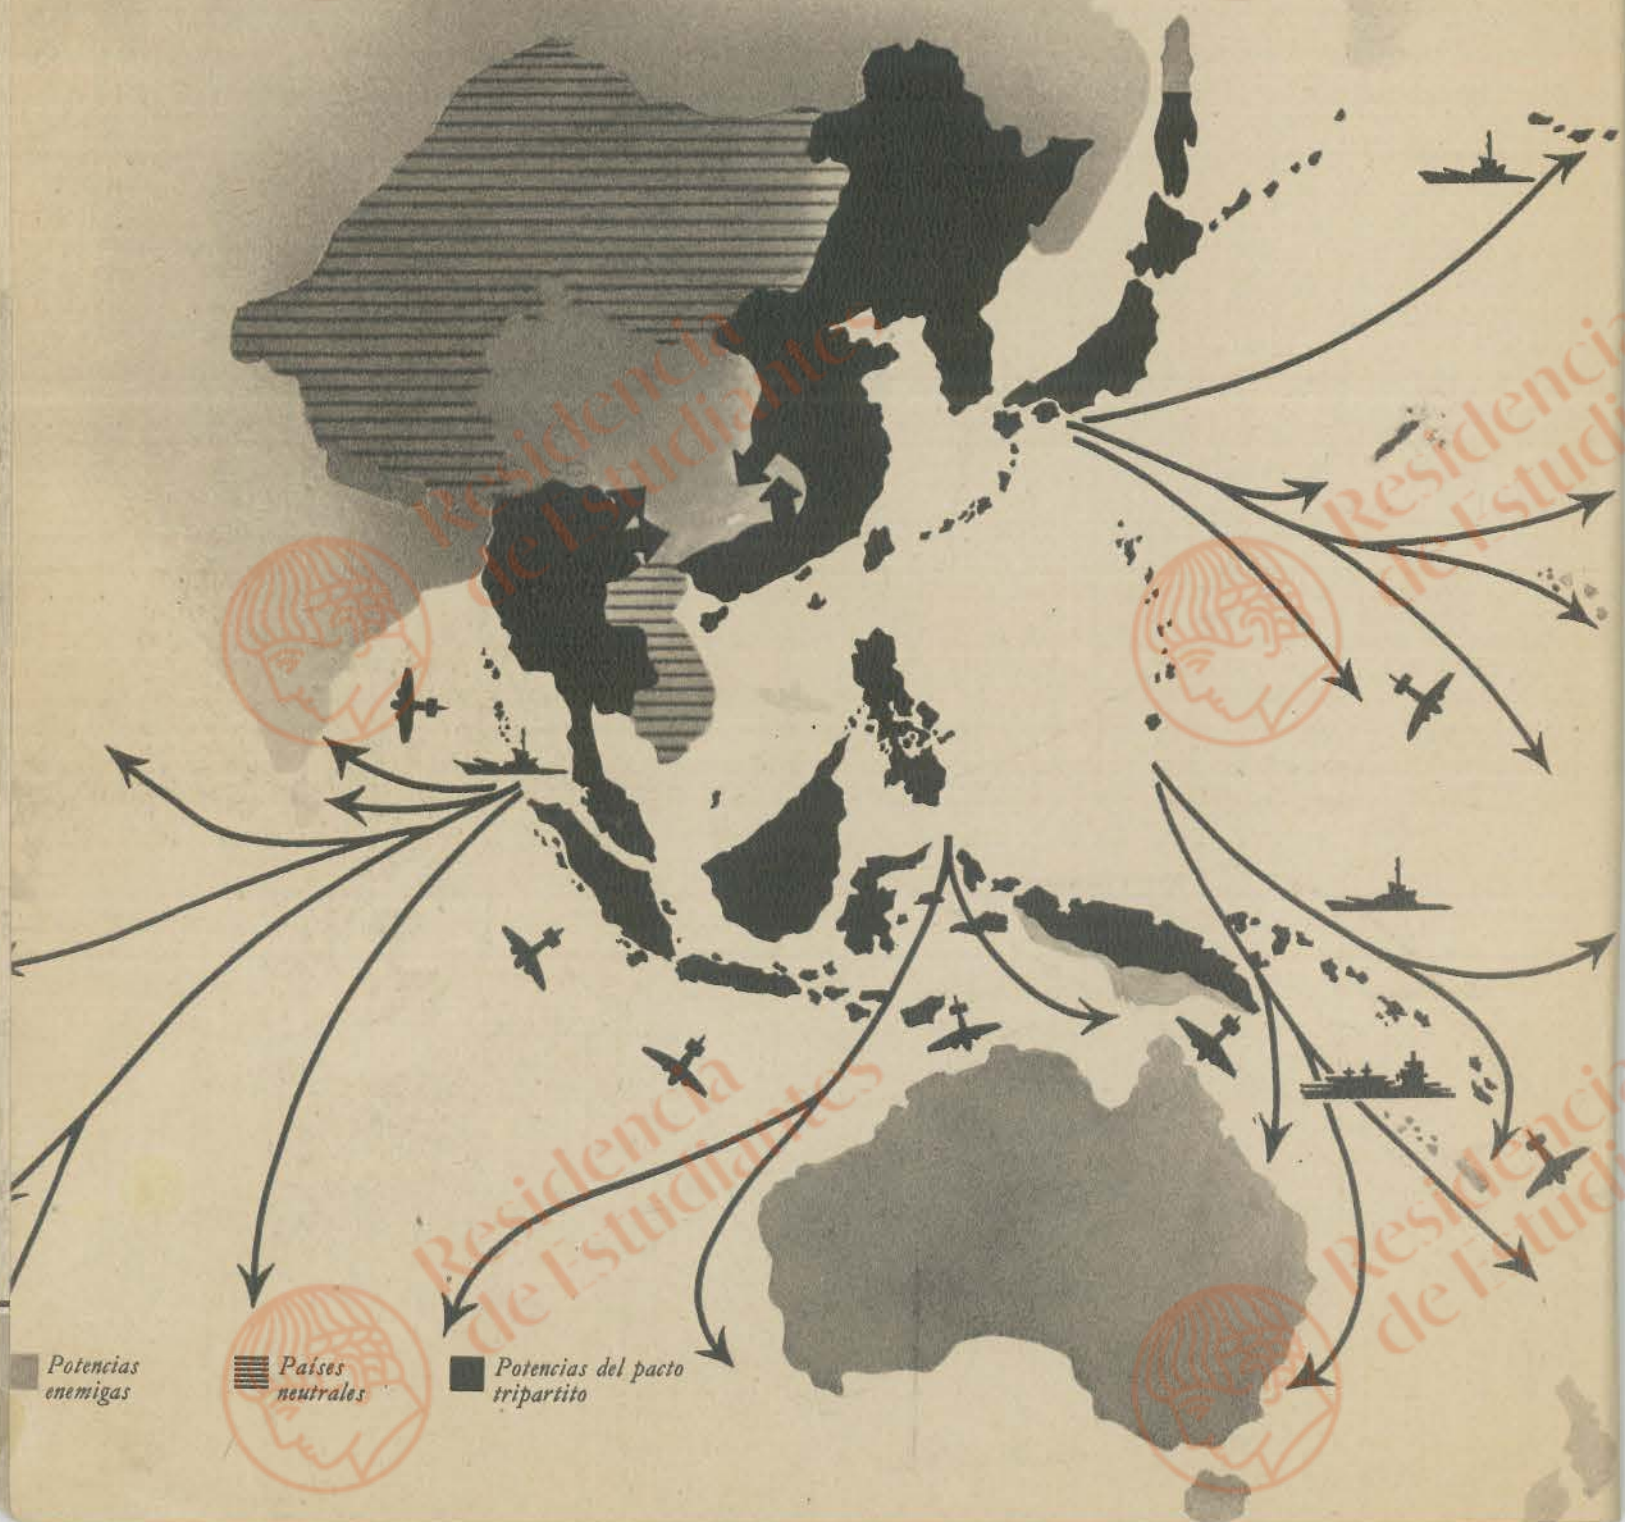 Residencia
de Estudiantes
Residencia
de Estudiantes
Residencia
de Estudiantes
Residencia
de Estudiantes
Potencias
enemigas
Países
neutrales
Potencias del pacto
tripartito